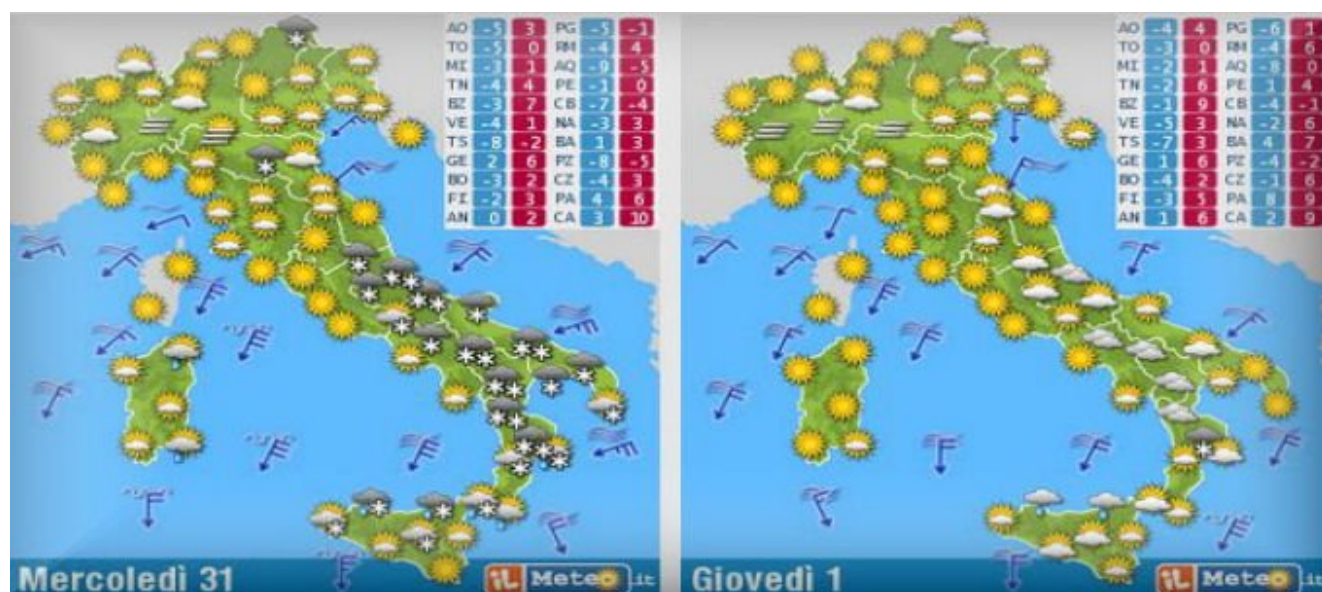 AO -5 3 PG -5 -1
TO -5 0 RM -4 4
MI -3 1 AQ -9 -5
TN -4 4 PE -1 0
BZ -3 7 CB -7 -4
VE -4 1 NA -3 3
TS -8 -2 BA 1 3
GE 2 6 PZ -8 -5
BO -3 2 CZ -4 3
FI -2 3 PA 4 6
AN 0 2 CA 3 10
Mercoledì 31
iL Meteo.it
AO -4 4 PG -6 1
TO -3 0 RM -4 6
MI -2 1 AQ -8 0
TN -2 6 PE 1 4
BZ -1 9 CB -4 -1
VE -5 3 NA -2 6
TS -7 3 BA 4 7
GE 1 6 PZ -4 -2
BO -4 2 CZ -1 6
FI -3 5 PA 8 9
AN 1 6 CA 2 9
Giovedì 1
iL Meteo.it